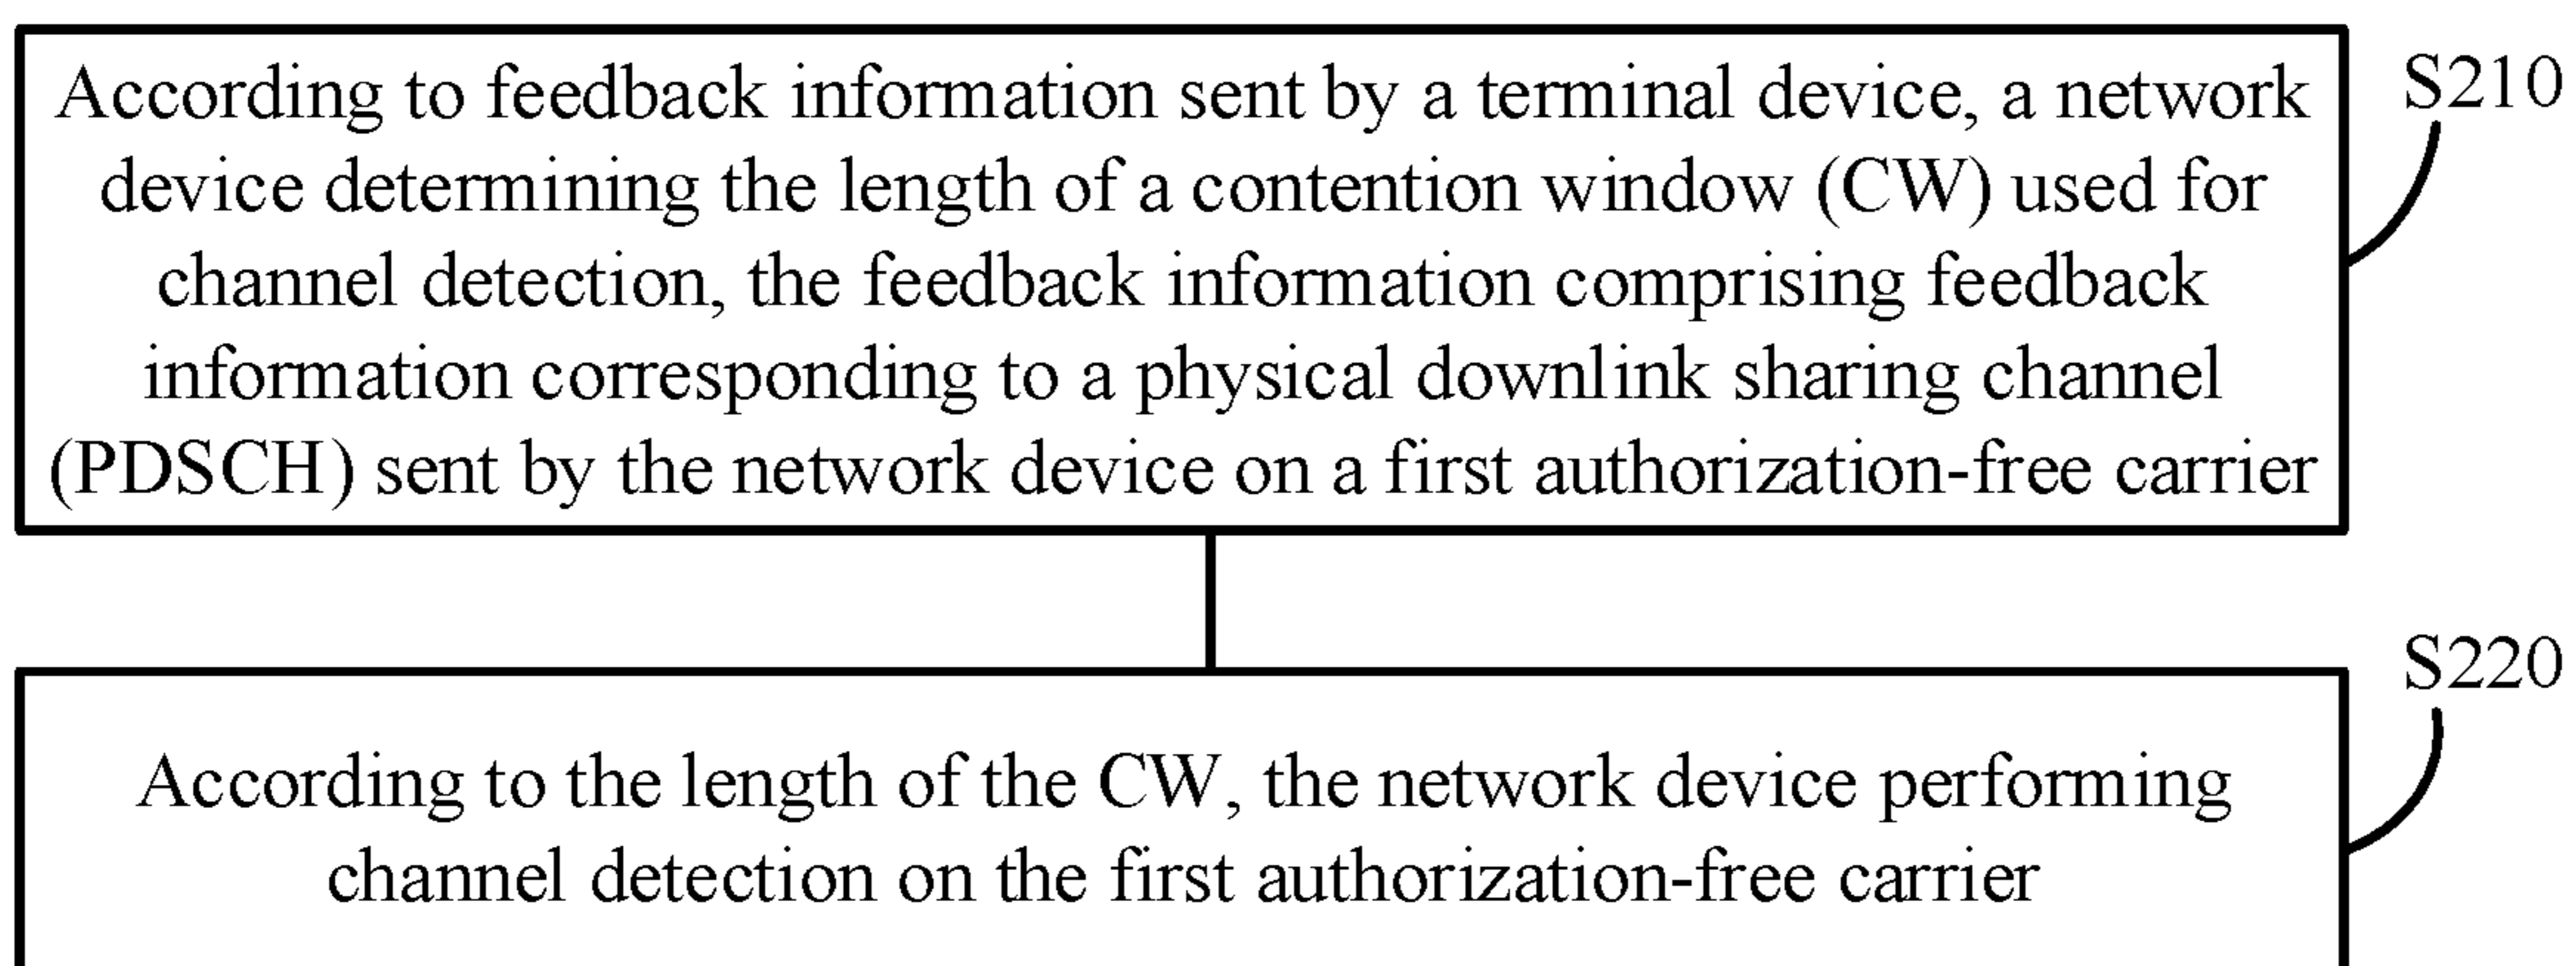 According to feedback information sent by a terminal device, a network
device determining the length of a contention window (CW) used for
channel detection, the feedback information comprising feedback
information corresponding to a physical downlink sharing channel
(PDSCH) sent by the network device on a first authorization-free carrier
S210
According to the length of the CW, the network device performing
channel detection on the first authorization-free carrier
S220